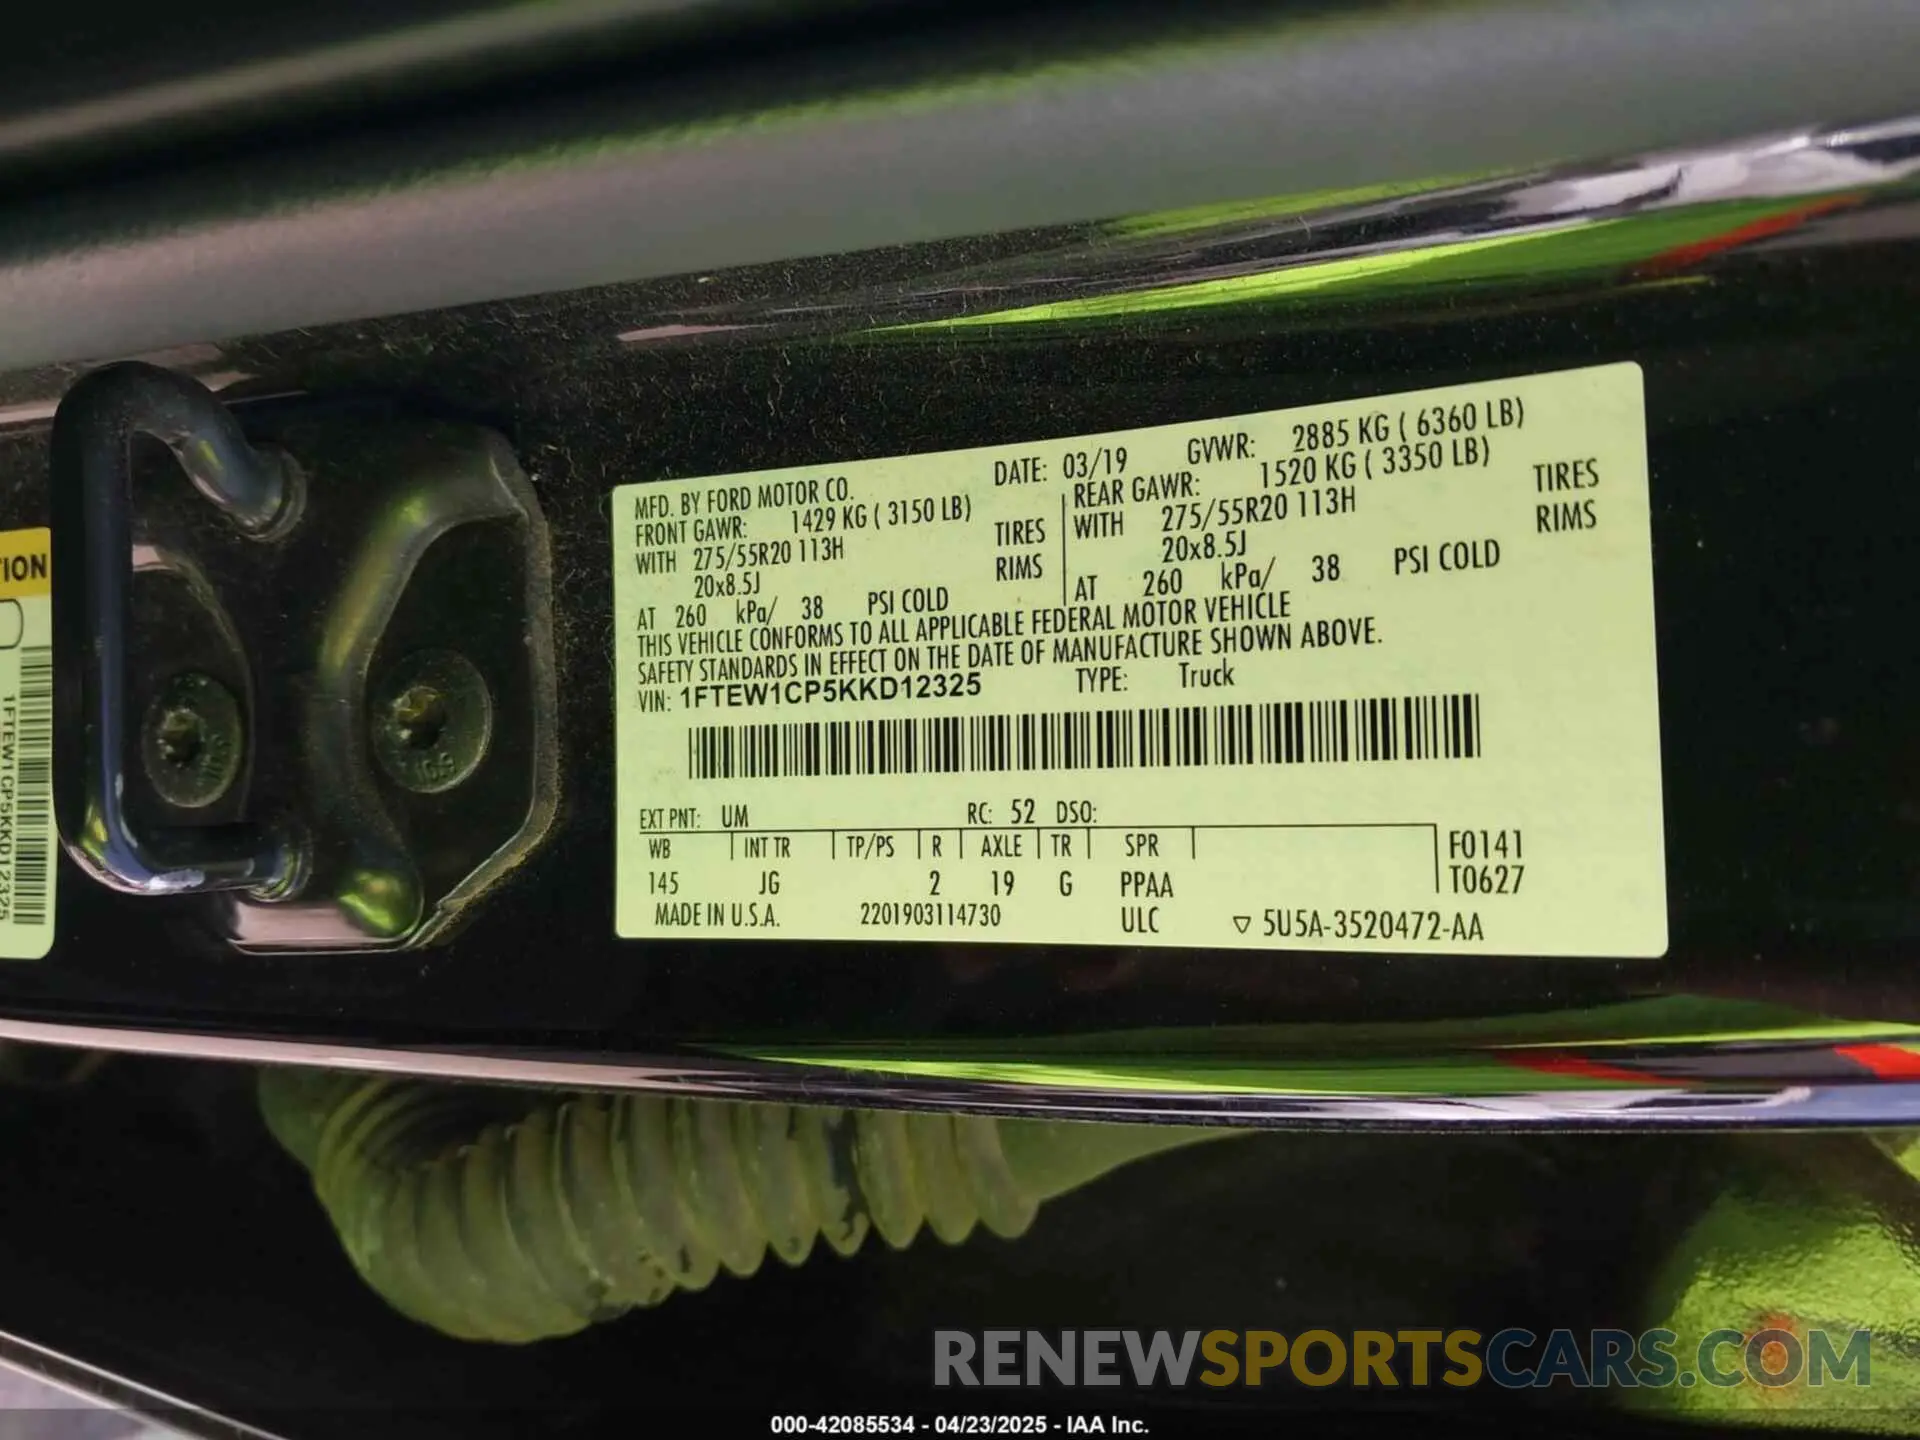 MFD. BY FORD MOTOR CO.
DATE: 03/19
GVWR: 2885 KG ( 6360 LB)
FRONT GAWR: 1429 KG ( 3150 LB)
WITH 275/55R20 113H TIRES
20x8.5J RIMS
AT 260 kPa/ 38 PSI COLD
REAR GAWR: 1520 KG ( 3350 LB)
WITH 275/55R20 113H TIRES
20x8.5J RIMS
AT 260 kPa/ 38 PSI COLD
THIS VEHICLE CONFORMS TO ALL APPLICABLE FEDERAL MOTOR VEHICLE
SAFETY STANDARDS IN EFFECT ON THE DATE OF MANUFACTURE SHOWN ABOVE.
VIN: 1FTEW1CP5KKD12325 TYPE: Truck
EXT PNT: UM RC: 52 DSO:
WB INT TR TP/PS R AXLE TR SPR F0141
145 JG 2 19 G PPAA T0627
MADE IN U.S.A. 2201903114730 ULC ▽ 5U5A-3520472-AA
TION
1FTEW1CP5KKD12325
10.9
RENEWSPORTSCARS.COM
000-42085534 - 04/23/2025 - IAA Inc.